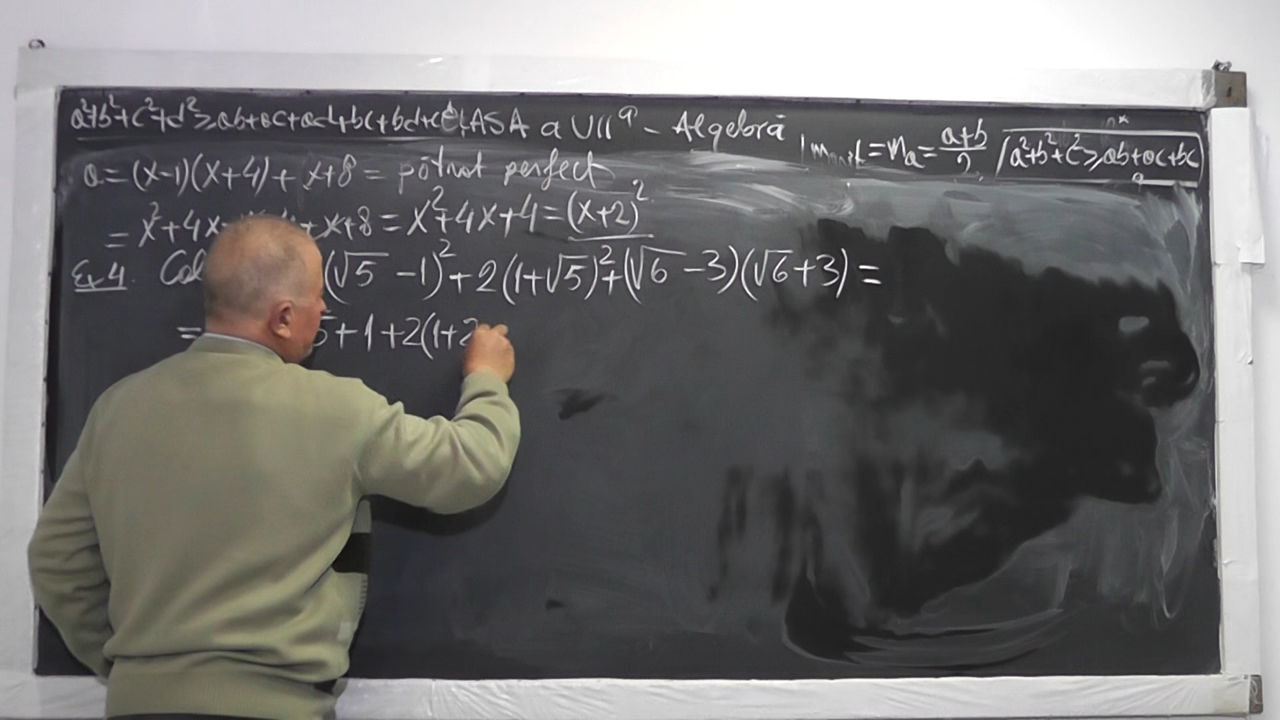 a²+b²+c²+d² ≥ ab+ac+ad+bc+bd+cd CLASA a VII a - Algebră
= m_a = a+b/2 a²+b²+c² ≥ ab+ac+bc
a = (x-1)(x+4) + x+8 = pătrat perfect
= x²+4x +x+8 = x²+4x+4 = (x+2)²
Ex 4. (√5 -1)² + 2(1+√5)² + (√6 -3)(√6+3) =
= 5+1+2(1+2